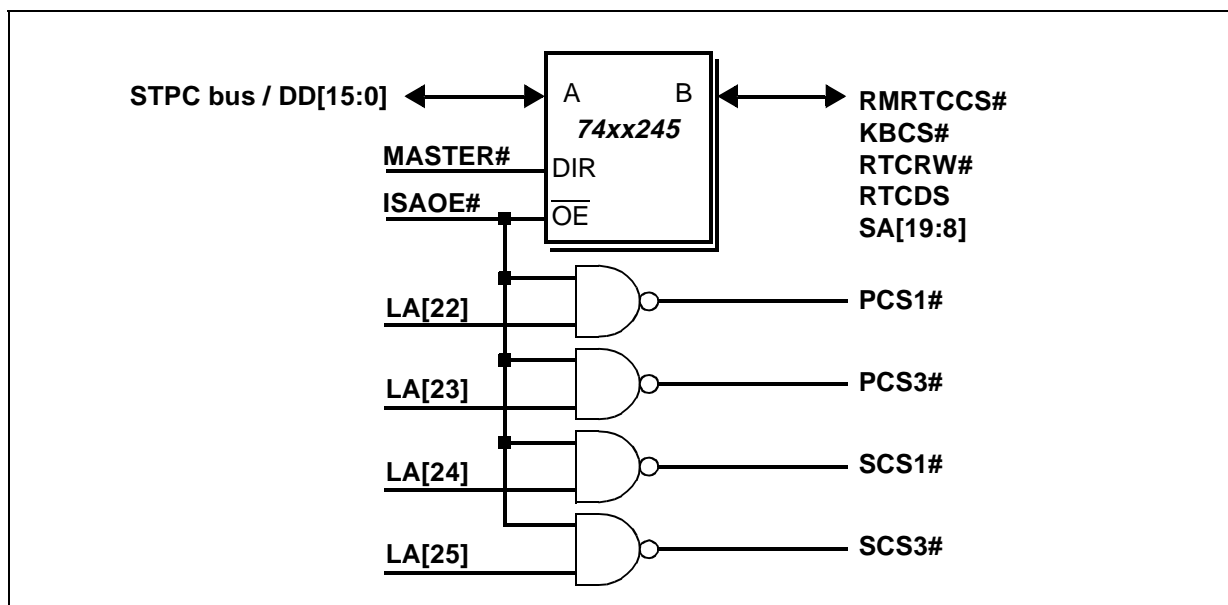 STPC bus / DD[15:0]
A
B
74xx245
MASTER#
DIR
ISAOE#
OE
RMRTCCS#
KBCS#
RTCRW#
RTCDS
SA[19:8]
LA[22]
PCS1#
LA[23]
PCS3#
LA[24]
SCS1#
LA[25]
SCS3#